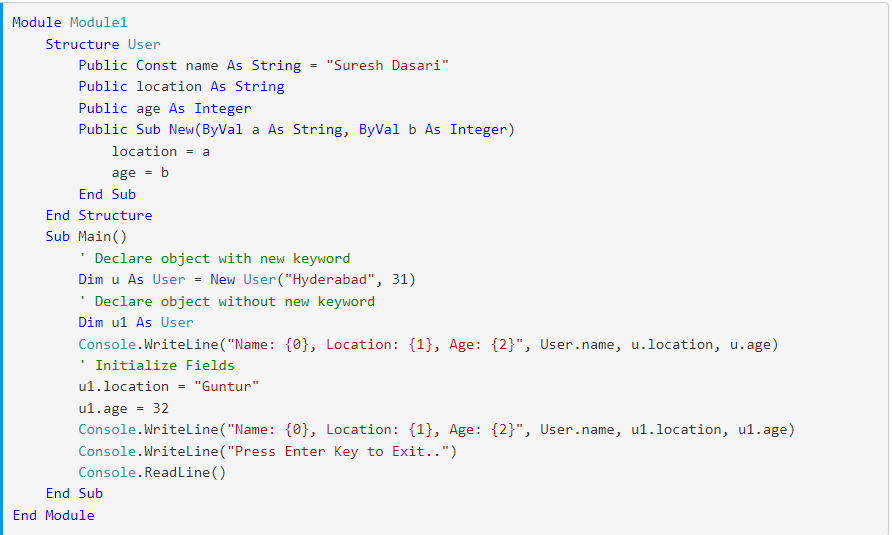 Module Module1
    Structure User
        Public Const name As String = "Suresh Dasari"
        Public location As String
        Public age As Integer
        Public Sub New(ByVal a As String, ByVal b As Integer)
            location = a
            age = b
        End Sub
    End Structure
    Sub Main()
        ' Declare object with new keyword
        Dim u As User = New User("Hyderabad", 31)
        ' Declare object without new keyword
        Dim u1 As User
        Console.WriteLine("Name: {0}, Location: {1}, Age: {2}", User.name, u.location, u.age)
        ' Initialize Fields
        u1.location = "Guntur"
        u1.age = 32
        Console.WriteLine("Name: {0}, Location: {1}, Age: {2}", User.name, u1.location, u1.age)
        Console.WriteLine("Press Enter Key to Exit..")
        Console.ReadLine()
    End Sub
End Module